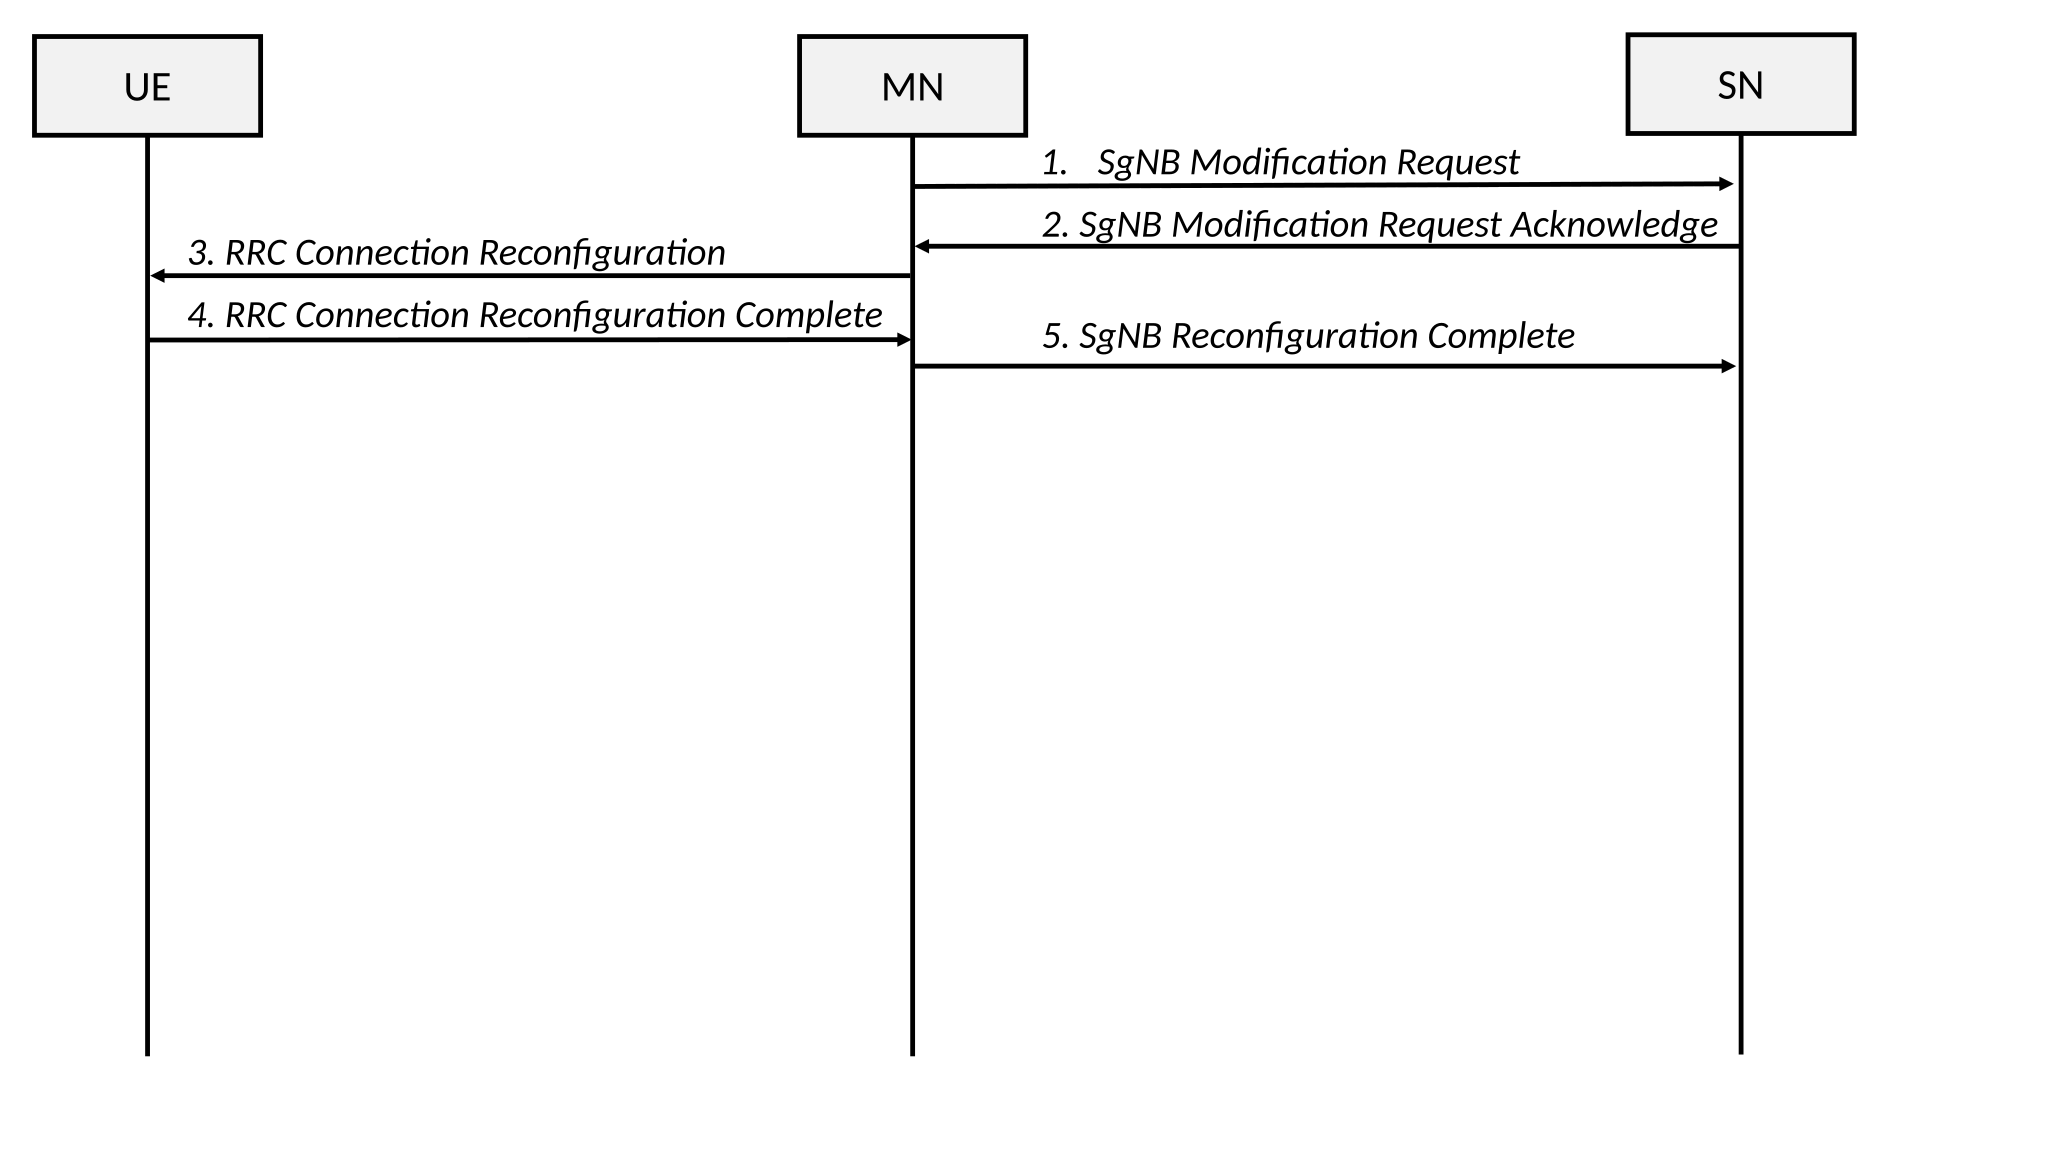 UE
MN
SN
1. SgNB Modification Request
2. SgNB Modification Request Acknowledge
3. RRC Connection Reconfiguration
4. RRC Connection Reconfiguration Complete
5. SgNB Reconfiguration Complete